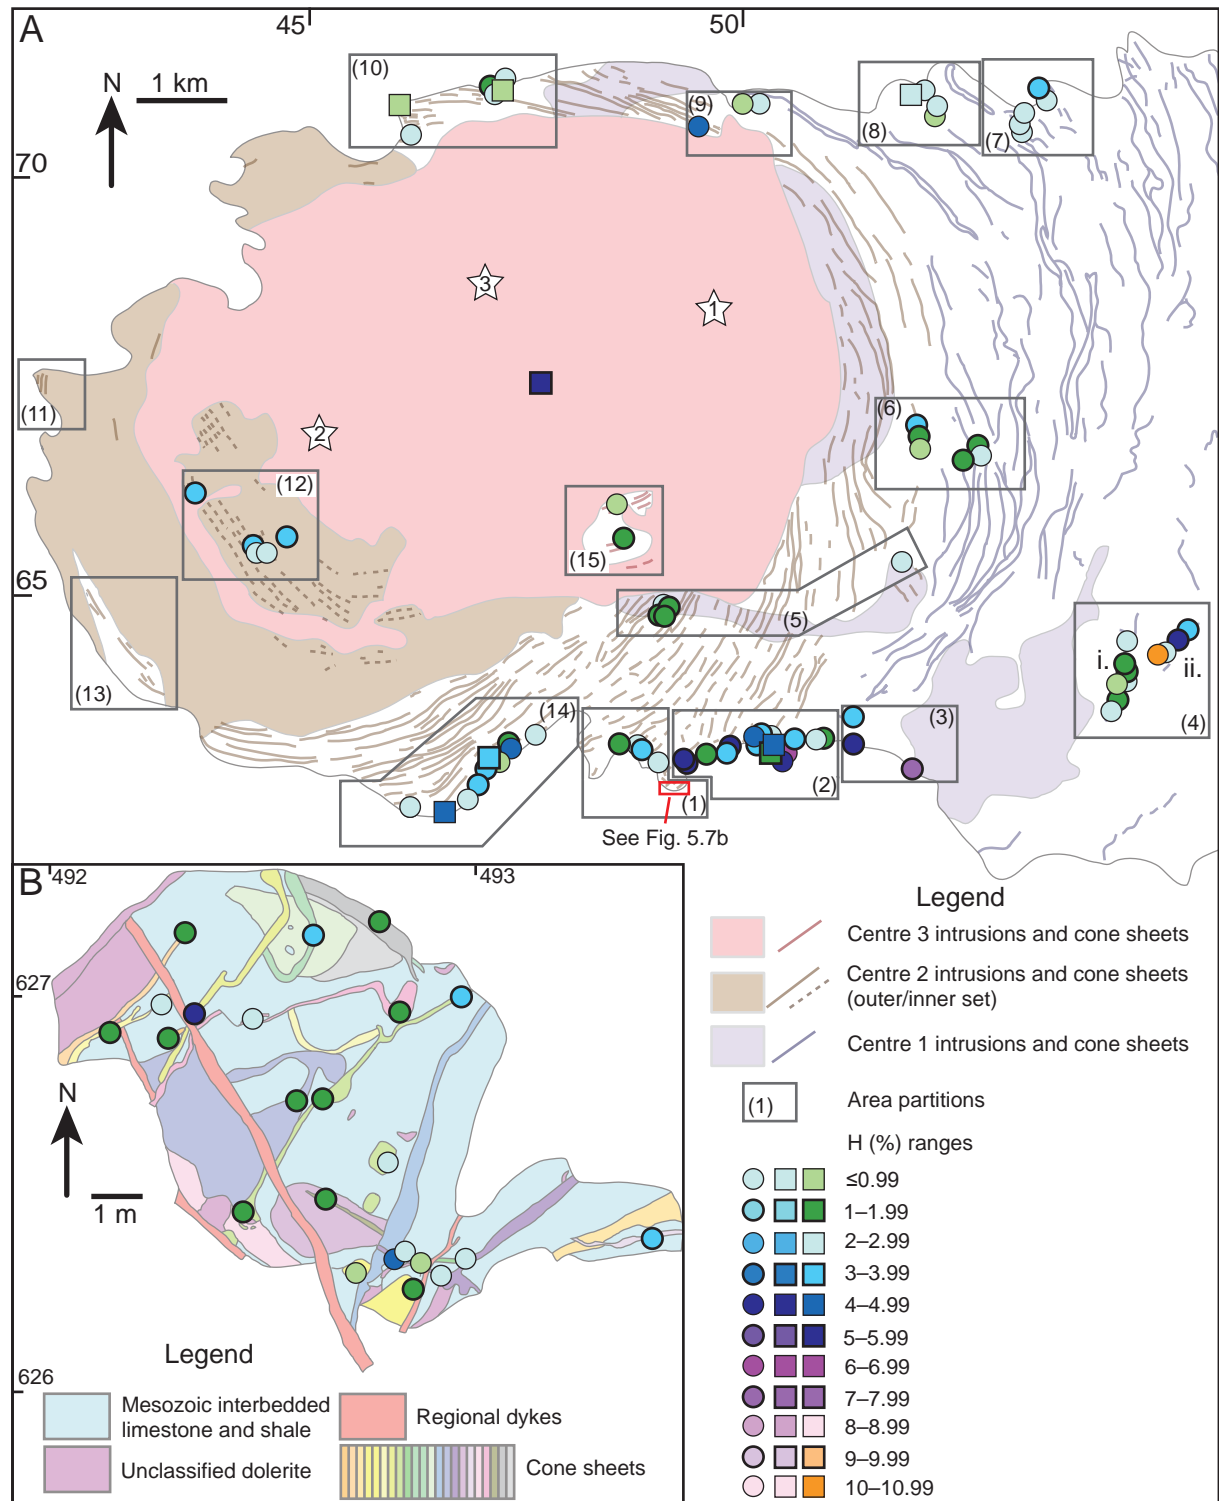 A
45
50
N
1 km
70
65
(10)
(9)
(8)
(7)
3
1
2
(11)
(12)
(6)
(15)
(5)
(13)
(14)
i.
ii.
(4)
(3)
(2)
(1)
See Fig. 5.7b
B
492
493
627
N
1 m
626
Legend
Mesozoic interbedded
limestone and shale
Unclassified dolerite
Regional dykes
Cone sheets
Legend
Centre 3 intrusions and cone sheets
Centre 2 intrusions and cone sheets
(outer/inner set)
Centre 1 intrusions and cone sheets
(1)
Area partitions
H (%) ranges
≤0.99
1–1.99
2–2.99
3–3.99
4–4.99
5–5.99
6–6.99
7–7.99
8–8.99
9–9.99
10–10.99